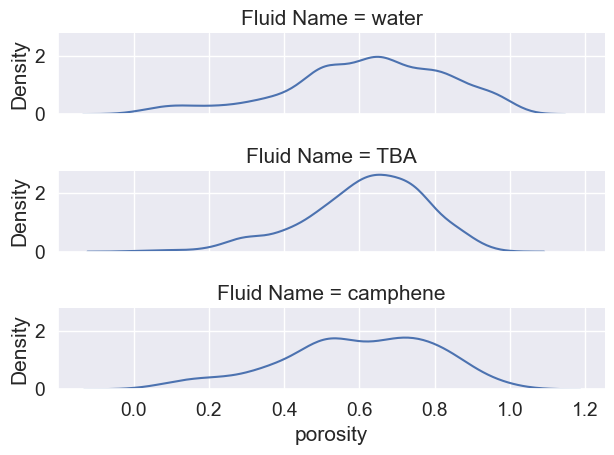 Fluid Name = water
Density
2
0
Fluid Name = TBA
Density
2
0
Fluid Name = camphene
Density
2
0
0.0 0.2 0.4 0.6 0.8 1.0 1.2
porosity